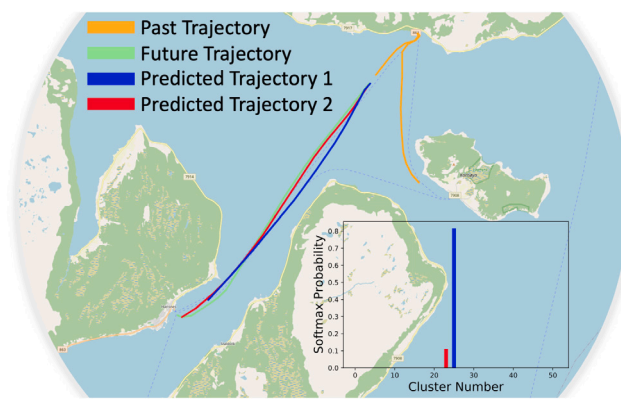 Past Trajectory
Future Trajectory
Predicted Trajectory 1
Predicted Trajectory 2
Softmax Probability
0.8
0.7
0.6
0.5
0.4
0.3
0.2
0.1
0.0
0 10 20 30 40 50
Cluster Number